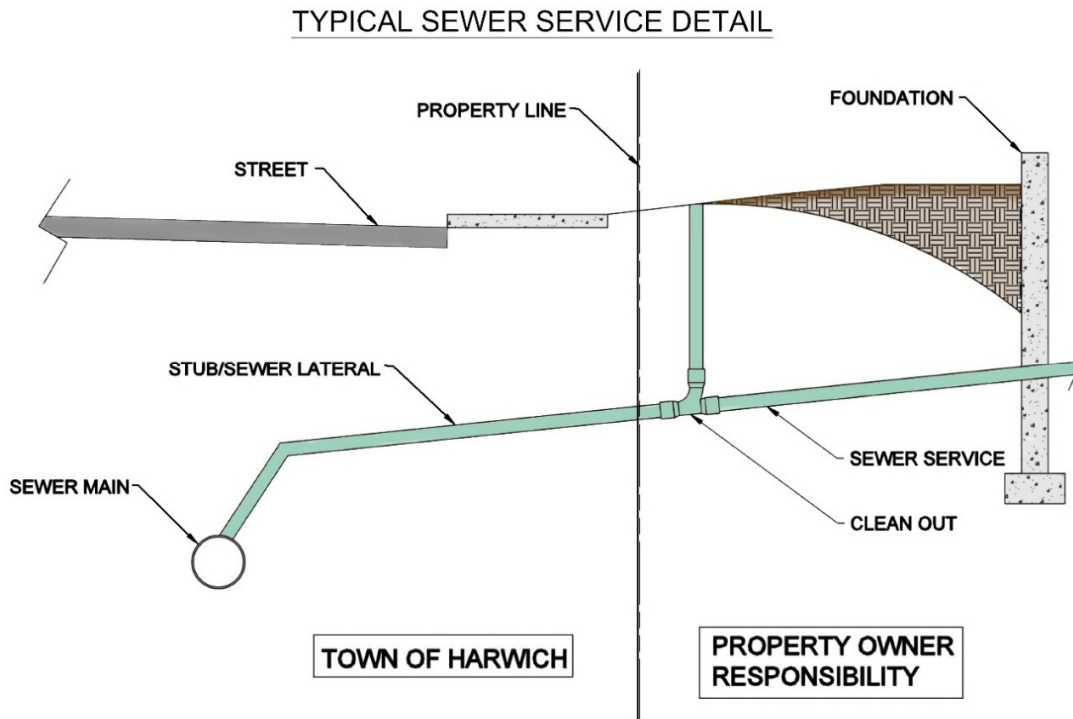 TYPICAL SEWER SERVICE DETAIL
PROPERTY LINE
FOUNDATION
STREET
STUB/SEWER LATERAL
SEWER SERVICE
SEWER MAIN
CLEAN OUT
TOWN OF HARWICH
PROPERTY OWNER
RESPONSIBILITY